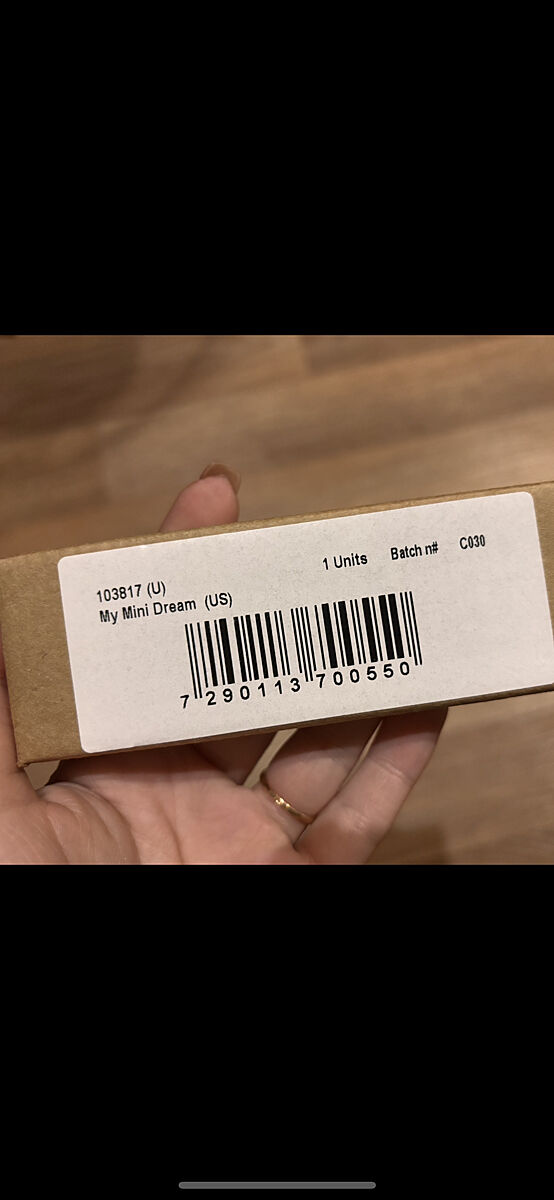 1 Units Batch n# C030
103817 (U)
My Mini Dream (US)
7 290113 700550